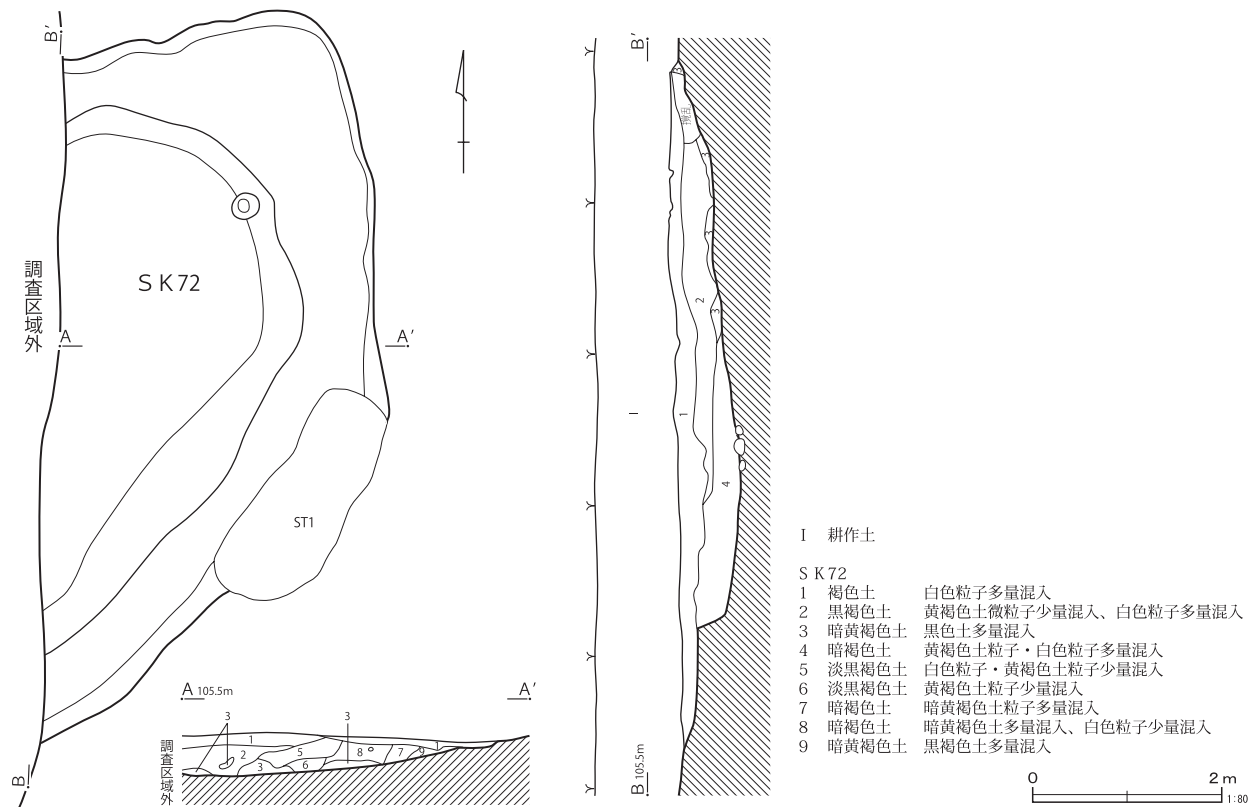 B′
ＳＫ72
調査区域外
A
A′
ST1
B
A 105.5m
A′
3
3
1
2
3
5
6
8
7
9
1
調査区域外
B′
3
撹乱
3
3
2
3
1
4
I
B 105.5m
I 耕作土
ＳＫ72
1 褐色土 白色粒子多量混入
2 黒褐色土 黄褐色土微粒子少量混入、白色粒子多量混入
3 暗黄褐色土 黒色土多量混入
4 暗褐色土 黄褐色土粒子・白色粒子多量混入
5 淡黒褐色土 白色粒子・黄褐色土粒子少量混入
6 淡黒褐色土 黄褐色土粒子少量混入
7 暗褐色土 暗黄褐色土粒子多量混入
8 暗褐色土 暗黄褐色土多量混入、白色粒子少量混入
9 暗黄褐色土 黒褐色土多量混入
0 2m
1:80